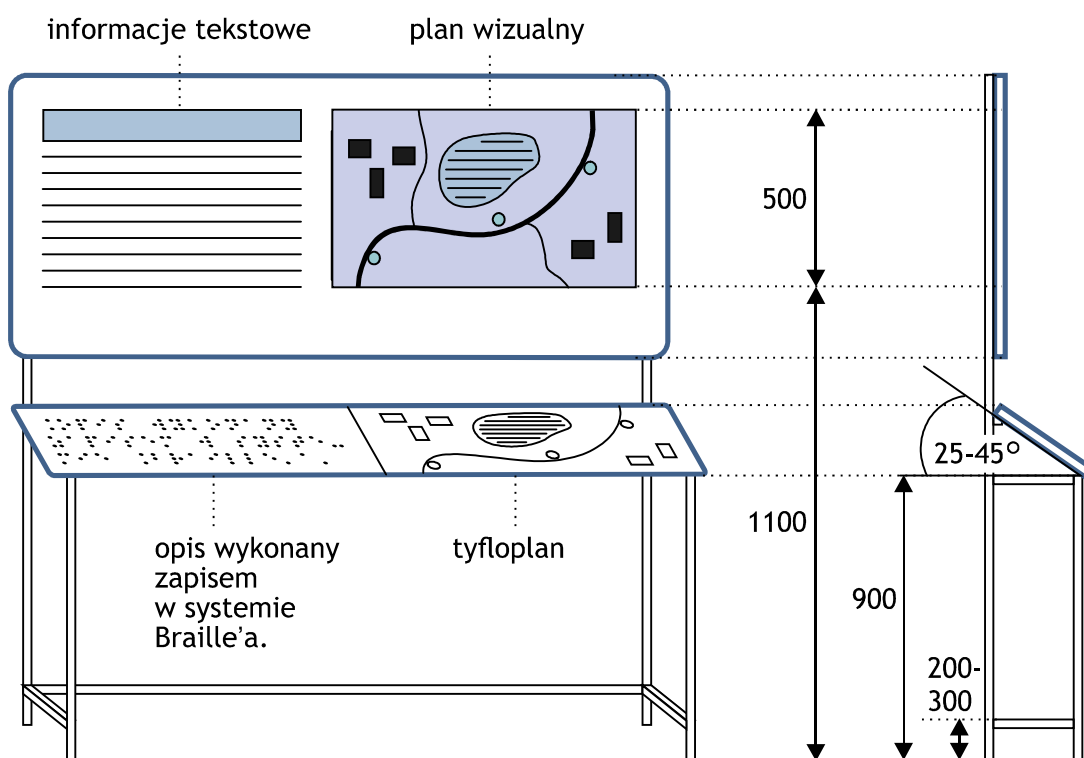 informacje tekstowe
plan wizualny
500
25-45°
1100
opis wykonany
zapisem
w systemie
Braille'a.
tyfloplan
900
200-
300